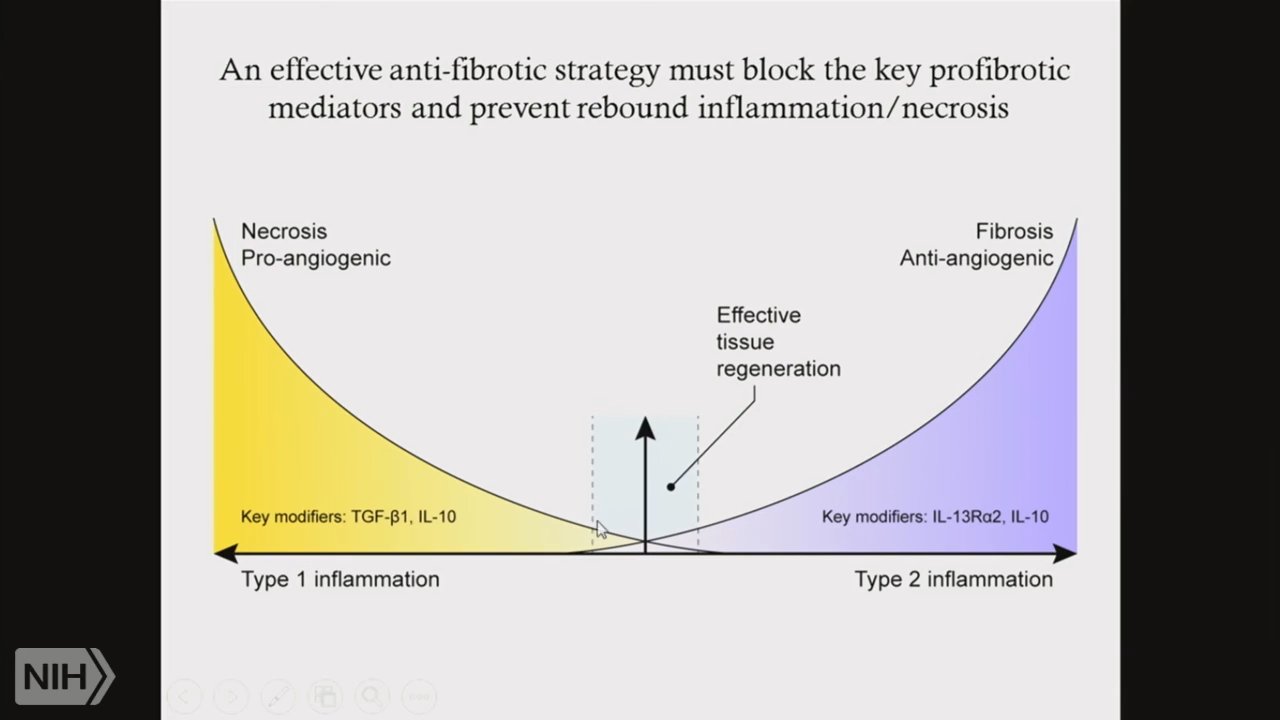 An effective anti-fibrotic strategy must block the key profibrotic
mediators and prevent rebound inflammation/necrosis
Necrosis
Pro-angiogenic
Fibrosis
Anti-angiogenic
Effective
tissue
regeneration
Key modifiers: TGF-β1, IL-10
Key modifiers: IL-13Rα2, IL-10
Type 1 inflammation
Type 2 inflammation
NIH